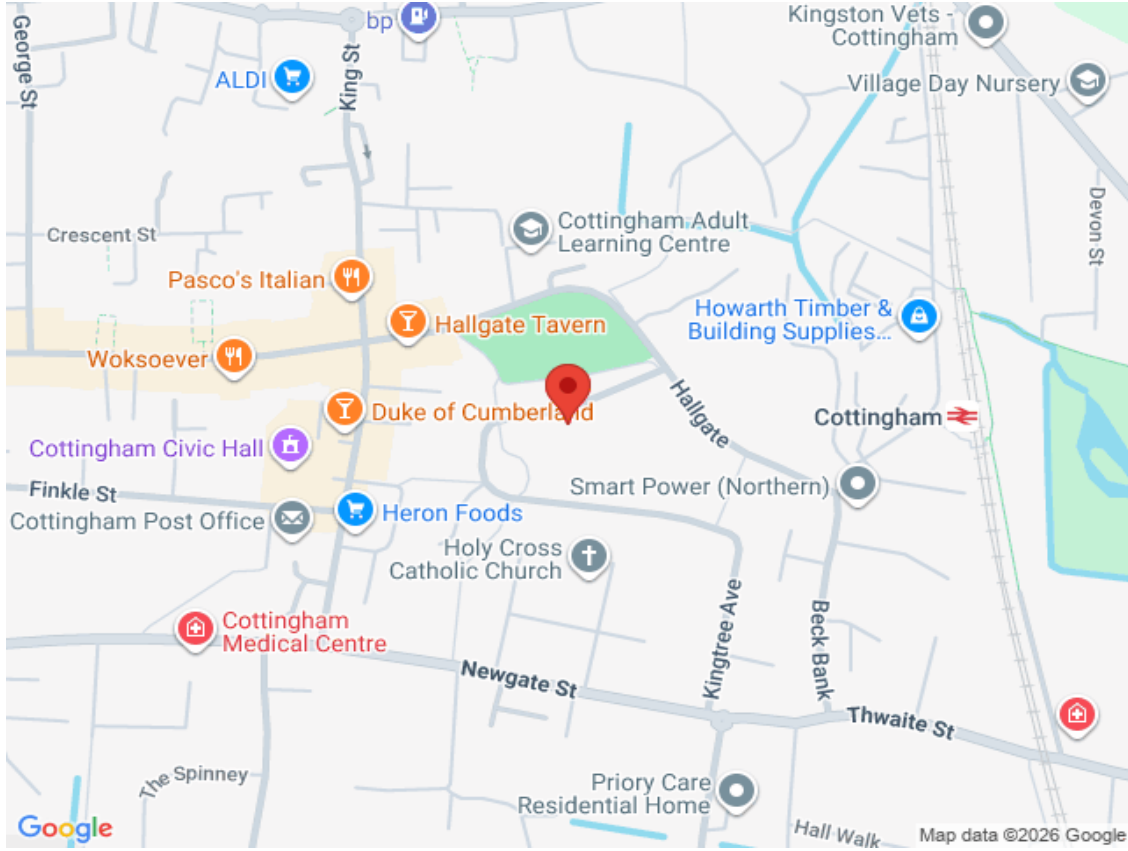 George St
bp
King St
Kingston Vets -
Cottingham
ALDI
Village Day Nursery
Crescent St
Cottingham Adult
Learning Centre
Devon St
Pasco's Italian
Hallgate Tavern
Howarth Timber &
Building Supplies...
Woksoever
Duke of Cumberland
Hallgate
Cottingham
Cottingham Civic Hall
Finkle St
Smart Power (Northern)
Cottingham Post Office
Heron Foods
Holy Cross
Catholic Church
Cottingham
Medical Centre
Kingtree Ave
Beck Bank
Newgate St
Thwaite St
The Spinney
Priory Care
Residential Home
Hall Walk
Google
Map data ©2026 Google